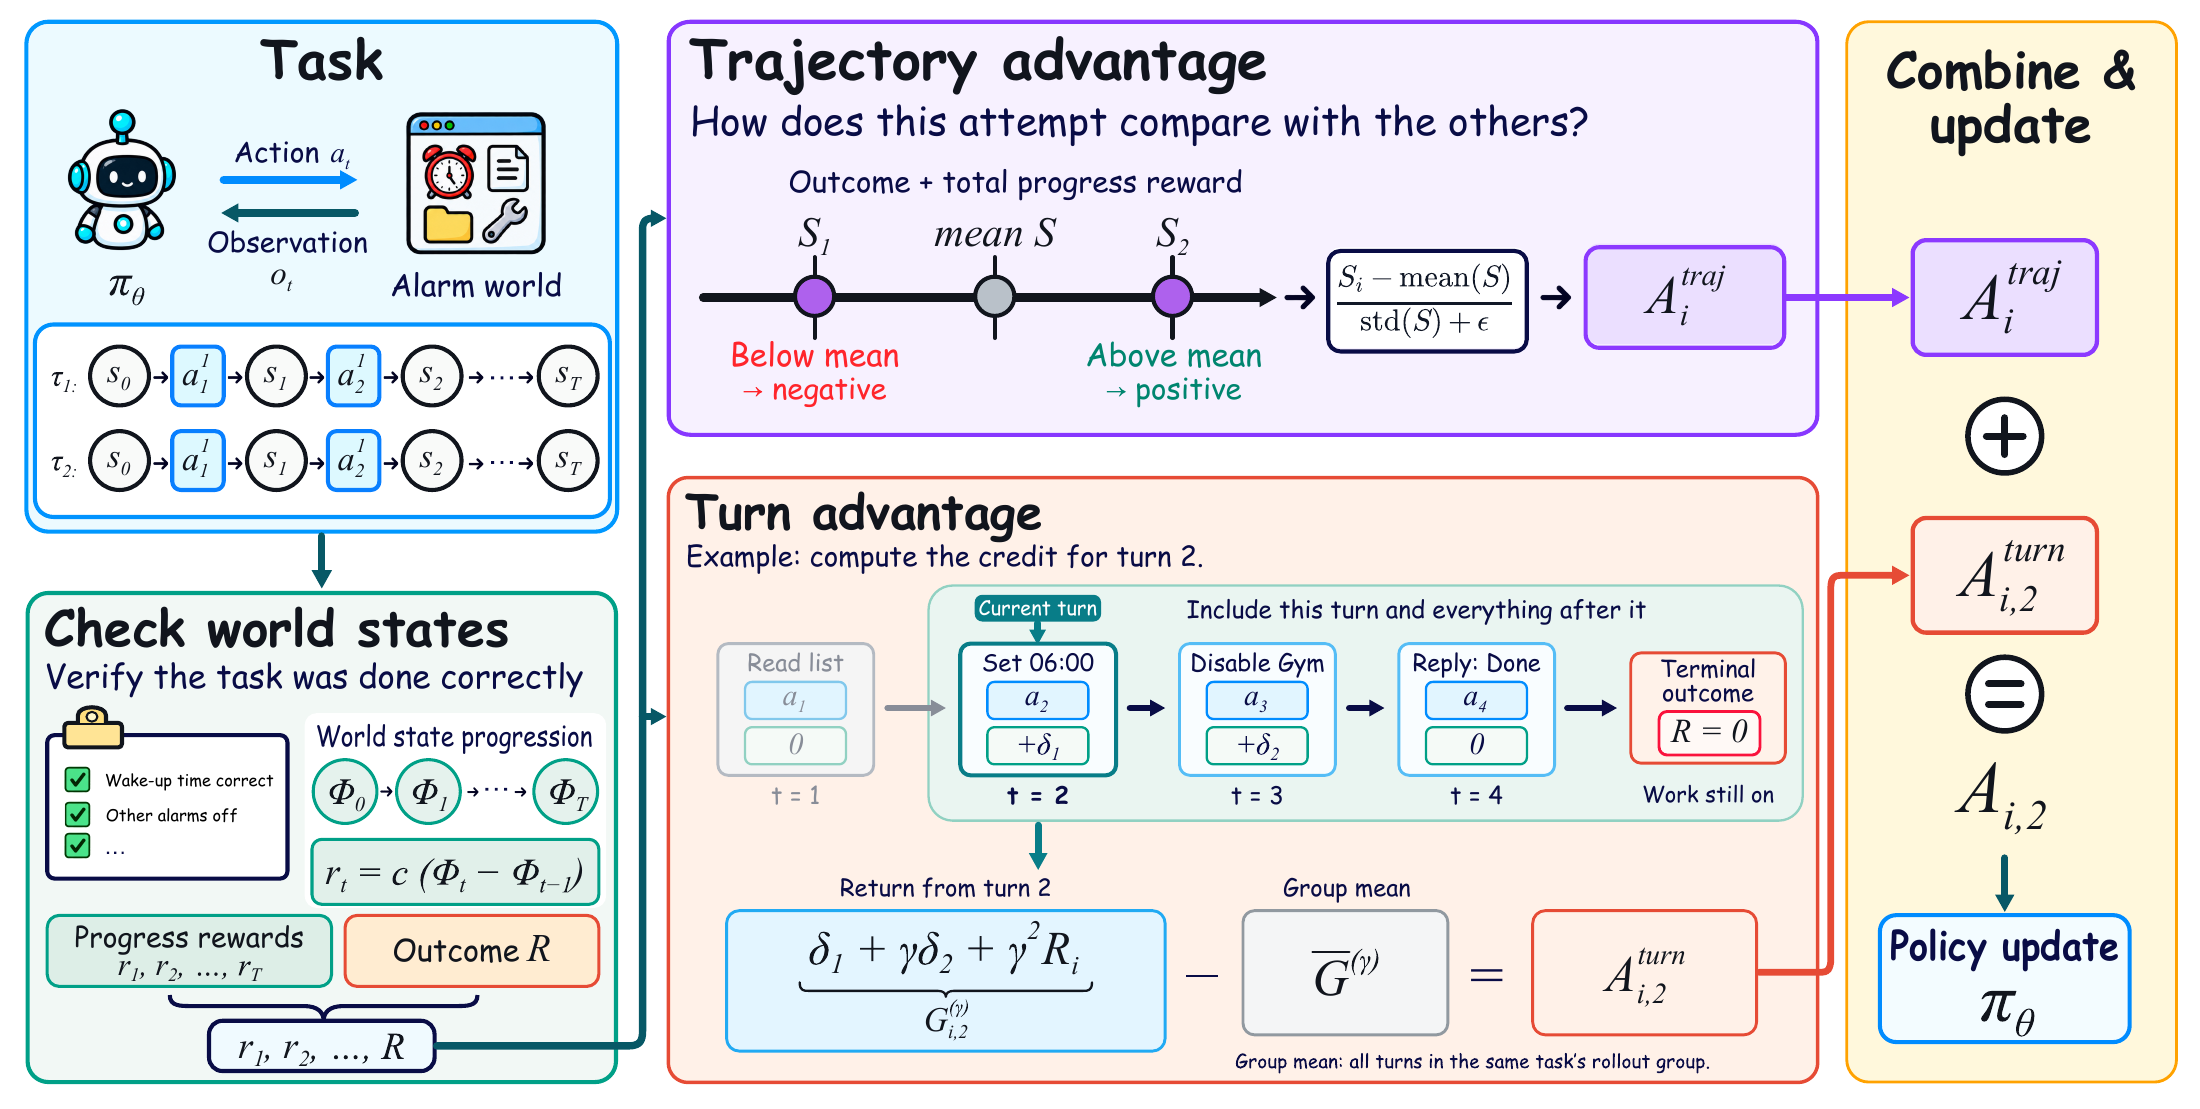 Task
Action a_t
Observation
o_t
π_θ
Alarm world
τ_1: s_0 → a_1^1 → s_1 → a_2^1 → s_2 → ⋯ → s_T
τ_2: s_0 → a_1^1 → s_1 → a_2^1 → s_2 → ⋯ → s_T
Check world states
Verify the task was done correctly
Wake-up time correct
Other alarms off
...
World state progression
Φ_0 → Φ_1 → ⋯ → Φ_T
r_t = c (Φ_t − Φ_{t−1})
Progress rewards
r_1, r_2, ..., r_T
Outcome R
r_1, r_2, ..., R
Trajectory advantage
How does this attempt compare with the others?
Outcome + total progress reward
S_1 mean S S_2
Below mean
→ negative
Above mean
→ positive
S_i − mean(S)
std(S) + ϵ
A_i^{traj}
Turn advantage
Example: compute the credit for turn 2.
Current turn
Include this turn and everything after it
Read list
a_1
0
t = 1
Set 06:00
a_2
+δ_1
t = 2
Disable Gym
a_3
+δ_2
t = 3
Reply: Done
a_4
0
t = 4
Terminal
outcome
R = 0
Work still on
Return from turn 2
δ_1 + γδ_2 + γ^2 R_i
G_{i,2}^{(γ)}
−
Group mean
G̅^{(γ)}
=
A_{i,2}^{turn}
Group mean: all turns in the same task's rollout group.
Combine &
update
A_i^{traj}
+
A_{i,2}^{turn}
=
A_{i,2}
Policy update
π_θ